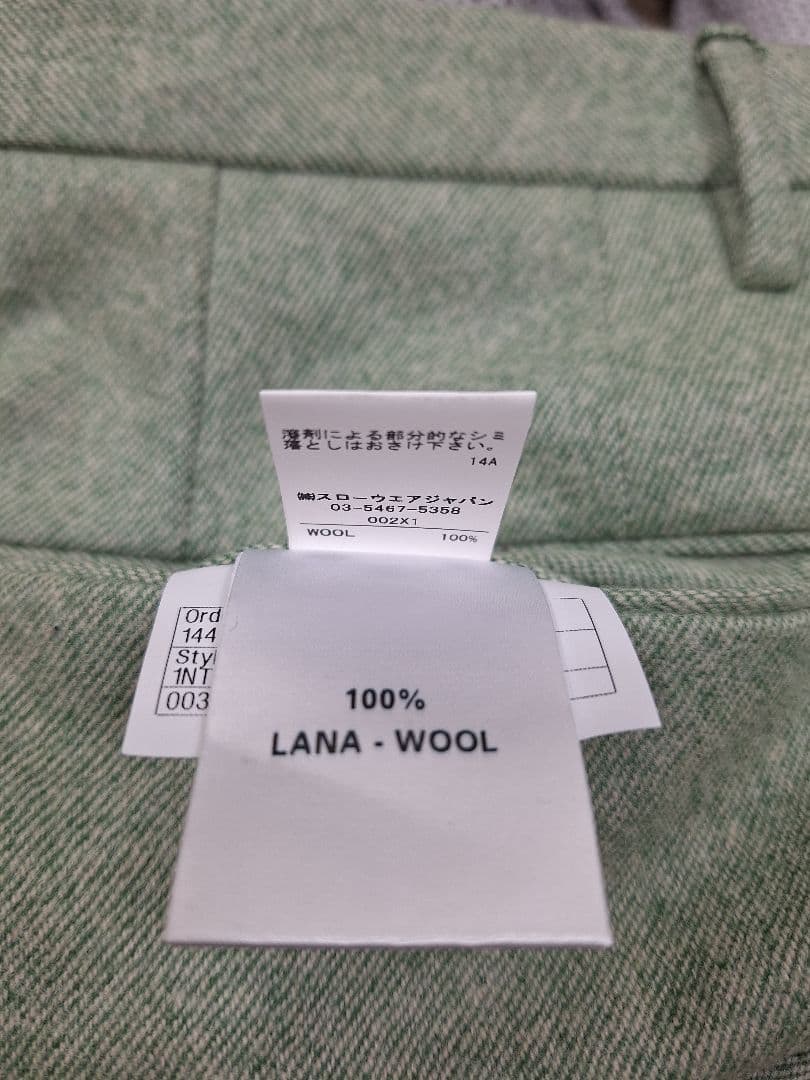 溶剤による部分的なシミ
落としはおさけ下さい。
14A
㈱スローウエアジャパン
03-5467-5358
002X1
WOOL 100%
Ord
144
Styl
1NT
003
100%
LANA - WOOL